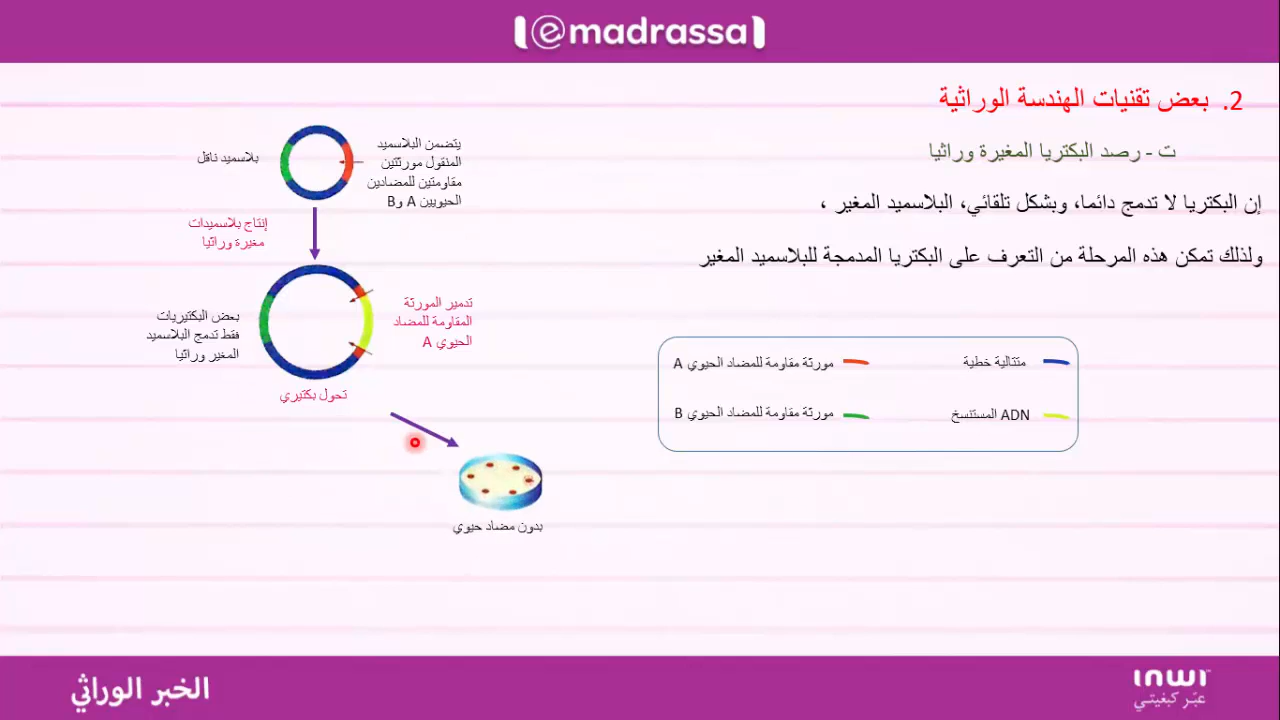 @madrassa
2. بعض تقنيات الهندسة الوراثية
ت - رصد البكتريا المغيرة وراثيا
إن البكتريا لا تدمج دائما، وبشكل تلقائي، البلاسميد المغير ،
ولذلك تمكن هذه المرحلة من التعرف على البكتريا المدمجة للبلاسميد المغير
يتضمن البلاسميد
المنقول مورثتين
مقاومتين للمضادين
الحيويين A وB
بلاسميد ناقل
إنتاج بلاسميدات
مغيرة وراثيا
تدمير المورثة
المقاومة للمضاد
الحيوي A
بعض البكتيريات
فقط تدمج البلاسميد
المغير وراثيا
تحول بكتيري
بدون مضاد حيوي
متتالية خطية
مورثة مقاومة للمضاد الحيوي A
ADN المستنسخ
مورثة مقاومة للمضاد الحيوي B
الخبر الوراثي
inwi
عبّر كبغيتي